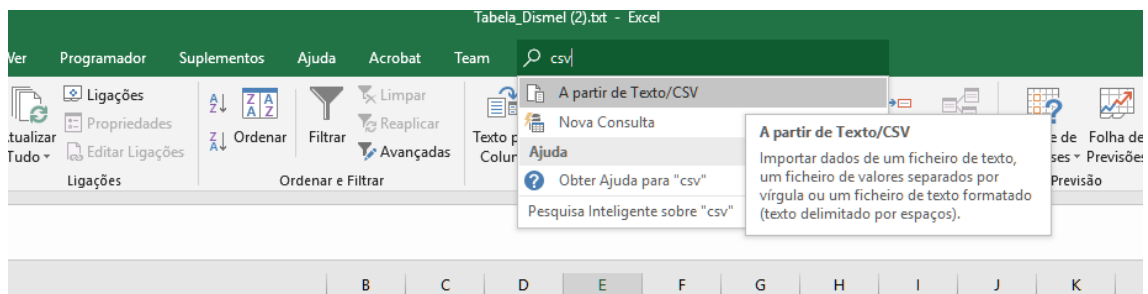 Tabela_Dismel (2).txt - Excel
Ver Programador Suplementos Ajuda Acrobat Team csv
A partir de Texto/CSV
Nova Consulta
Ajuda
Obter Ajuda para "csv"
Pesquisa Inteligente sobre "csv"
A partir de Texto/CSV
Importar dados de um ficheiro de texto,
um ficheiro de valores separados por
vírgula ou um ficheiro de texto formatado
(texto delimitado por espaços).
Ligações
Propriedades
Editar Ligações
Tudo
Ligações
Ordenar
Filtrar
Limpar
Reaplicar
Avançadas
Ordenar e Filtrar
Texto p
Colun
e de
ses
Folha de
Previsões
Previsão
B C D E F G H I J K